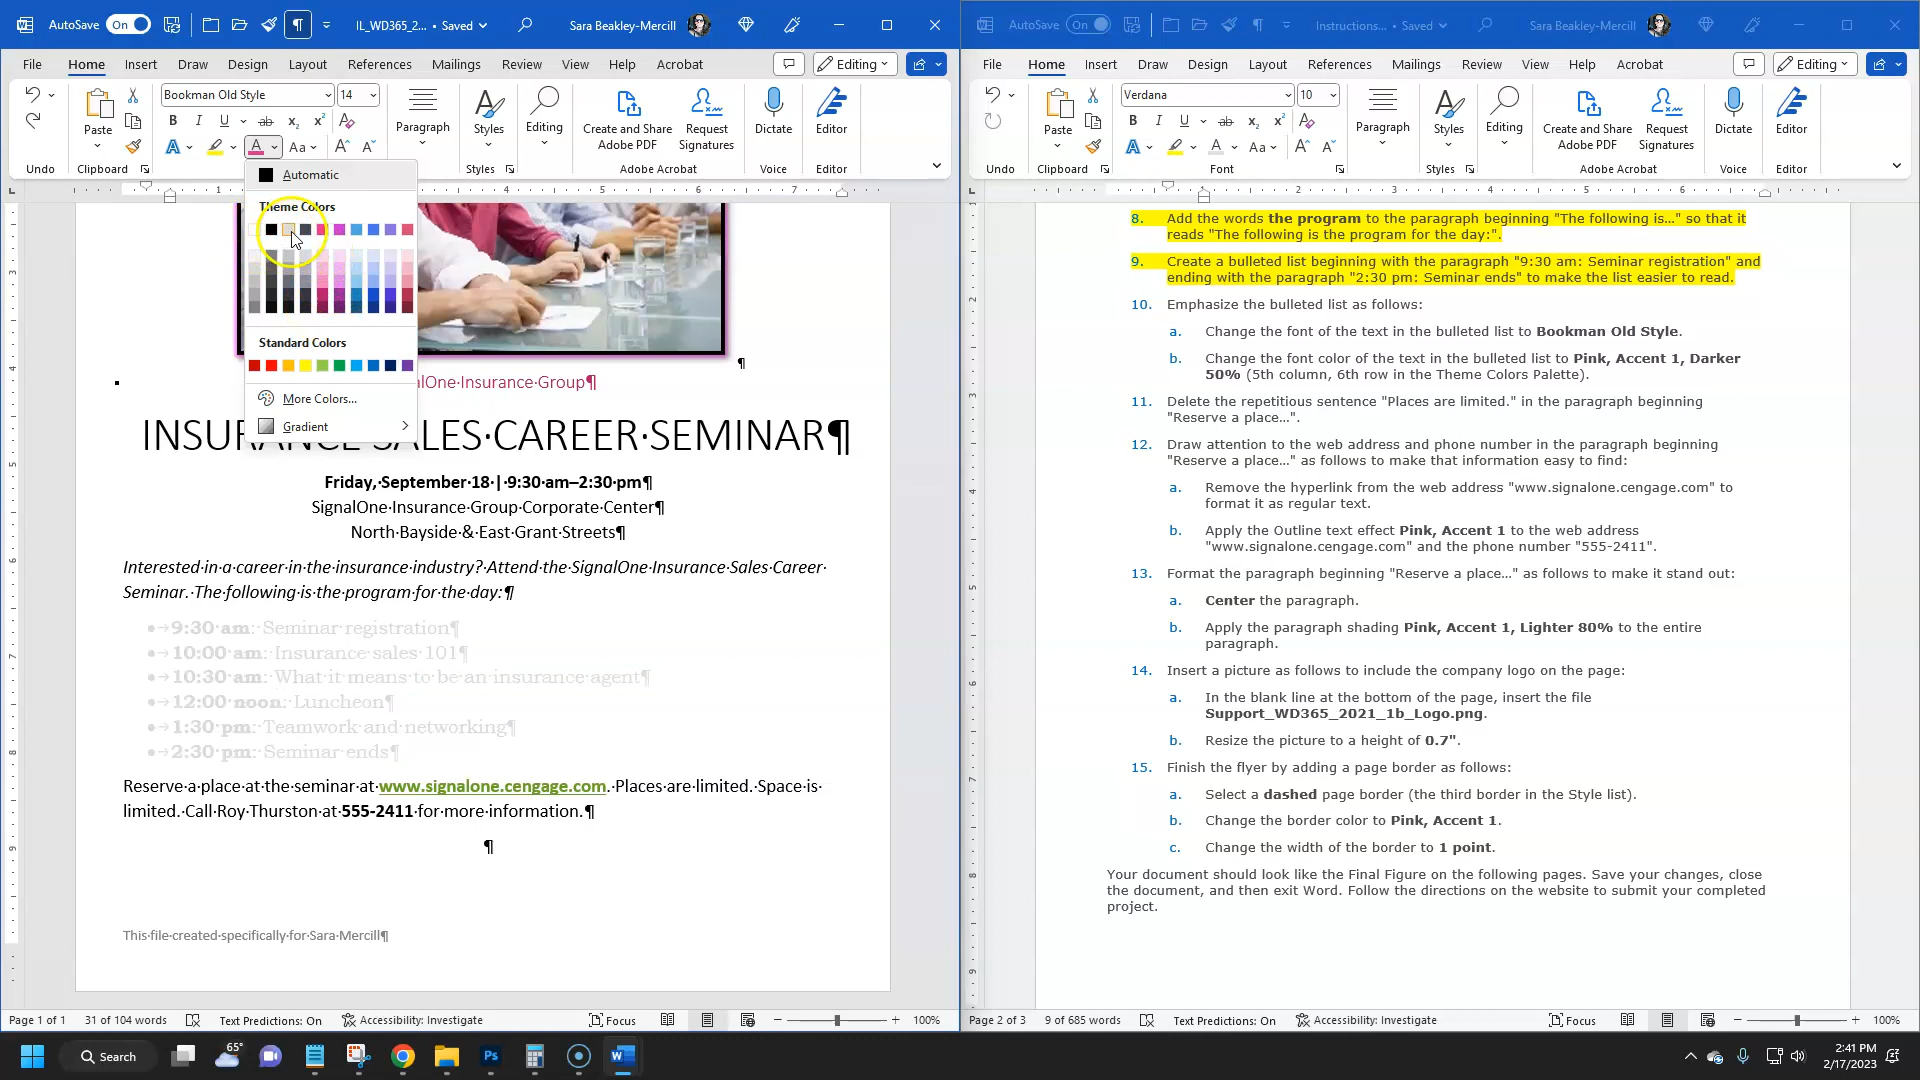 AutoSave On IL_WD365_2... • Saved Sara Beakley-Mercill
File Home Insert Draw Design Layout References Mailings Review View Help Acrobat Editing
Bookman Old Style 14
Paste Paragraph Styles Editing Create and Share Adobe PDF Request Signatures Dictate Editor
Undo Clipboard Styles Adobe Acrobat Voice Editor
Automatic
Theme Colors
Standard Colors
More Colors...
Gradient
lOne·Insurance·Group¶
INSURANCE·SALES·CAREER·SEMINAR¶
Friday,·September·18·|·9:30·am–2:30·pm¶
SignalOne·Insurance·Group·Corporate·Center¶
North·Bayside·&·East·Grant·Streets¶
Interested·in·a·career·in·the·insurance·industry?·Attend·the·SignalOne·Insurance·Sales·Career·
Seminar.·The·following·is·the·program·for·the·day:¶
•→9:30·am:·Seminar·registration¶
•→10:00·am:·Insurance·sales·101¶
•→10:30·am:·What·it·means·to·be·an·insurance·agent¶
•→12:00·noon:·Luncheon¶
•→1:30·pm:·Teamwork·and·networking¶
•→2:30·pm:·Seminar·ends¶
Reserve·a·place·at·the·seminar·at·www.signalone.cengage.com.·Places·are·limited.·Space·is·
limited.·Call·Roy·Thurston·at·555-2411·for·more·information.¶
¶
This·file·created·specifically·for·Sara·Mercill¶
Page 1 of 1 31 of 104 words Text Predictions: On Accessibility: Investigate Focus 100%
AutoSave On Instructions... • Saved Sara Beakley-Mercill
File Home Insert Draw Design Layout References Mailings Review View Help Acrobat Editing
Verdana 10
Paste Paragraph Styles Editing Create and Share Adobe PDF Request Signatures Dictate Editor
Undo Clipboard Font Styles Adobe Acrobat Voice Editor
8. Add the words the program to the paragraph beginning "The following is…" so that it
reads "The following is the program for the day:".
9. Create a bulleted list beginning with the paragraph "9:30 am: Seminar registration" and
ending with the paragraph "2:30 pm: Seminar ends" to make the list easier to read.
10. Emphasize the bulleted list as follows:
a. Change the font of the text in the bulleted list to Bookman Old Style.
b. Change the font color of the text in the bulleted list to Pink, Accent 1, Darker
50% (5th column, 6th row in the Theme Colors Palette).
11. Delete the repetitious sentence "Places are limited." in the paragraph beginning
"Reserve a place…".
12. Draw attention to the web address and phone number in the paragraph beginning
"Reserve a place…" as follows to make that information easy to find:
a. Remove the hyperlink from the web address "www.signalone.cengage.com" to
format it as regular text.
b. Apply the Outline text effect Pink, Accent 1 to the web address
"www.signalone.cengage.com" and the phone number "555-2411".
13. Format the paragraph beginning "Reserve a place…" as follows to make it stand out:
a. Center the paragraph.
b. Apply the paragraph shading Pink, Accent 1, Lighter 80% to the entire
paragraph.
14. Insert a picture as follows to include the company logo on the page:
a. In the blank line at the bottom of the page, insert the file
Support_WD365_2021_1b_Logo.png.
b. Resize the picture to a height of 0.7".
15. Finish the flyer by adding a page border as follows:
a. Select a dashed page border (the third border in the Style list).
b. Change the border color to Pink, Accent 1.
c. Change the width of the border to 1 point.
Your document should look like the Final Figure on the following pages. Save your changes, close
the document, and then exit Word. Follow the directions on the website to submit your completed
project.
Page 2 of 3 9 of 685 words Text Predictions: On Accessibility: Investigate Focus 100%
Search 65° 2:41 PM
2/17/2023